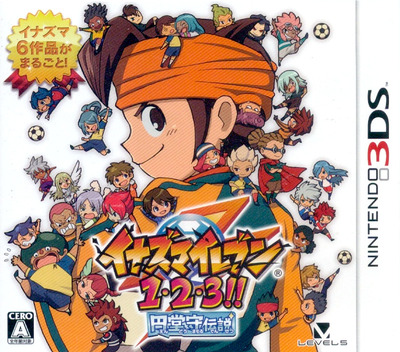 イナズマ
6作品が
まるごと!
NINTENDO 3DS
イナズマイレブン®
1・2・3!!
円堂守伝説
CERO
A
LEVEL5